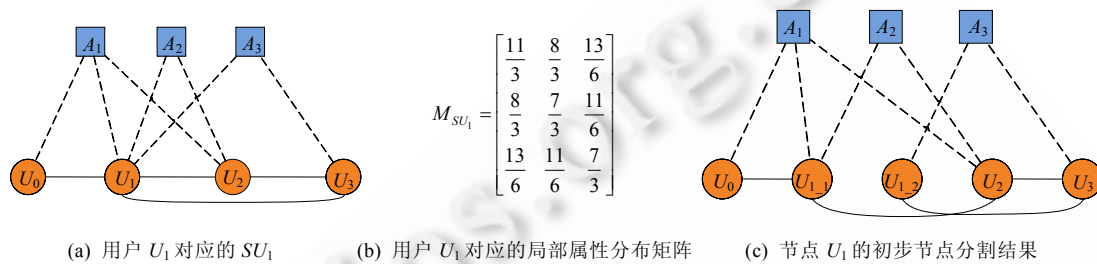 A₁ A₂ A₃
U₀ U₁ U₂ U₃
(a) 用户 U₁ 对应的 SU₁
M_{SU₁} = [11/3 8/3 13/6
8/3 7/3 11/6
13/6 11/6 7/3]
(b) 用户 U₁ 对应的局部属性分布矩阵
A₁ A₂ A₃
U₀ U₁_₁ U₁_₂ U₂ U₃
(c) 节点 U₁ 的初步节点分割结果